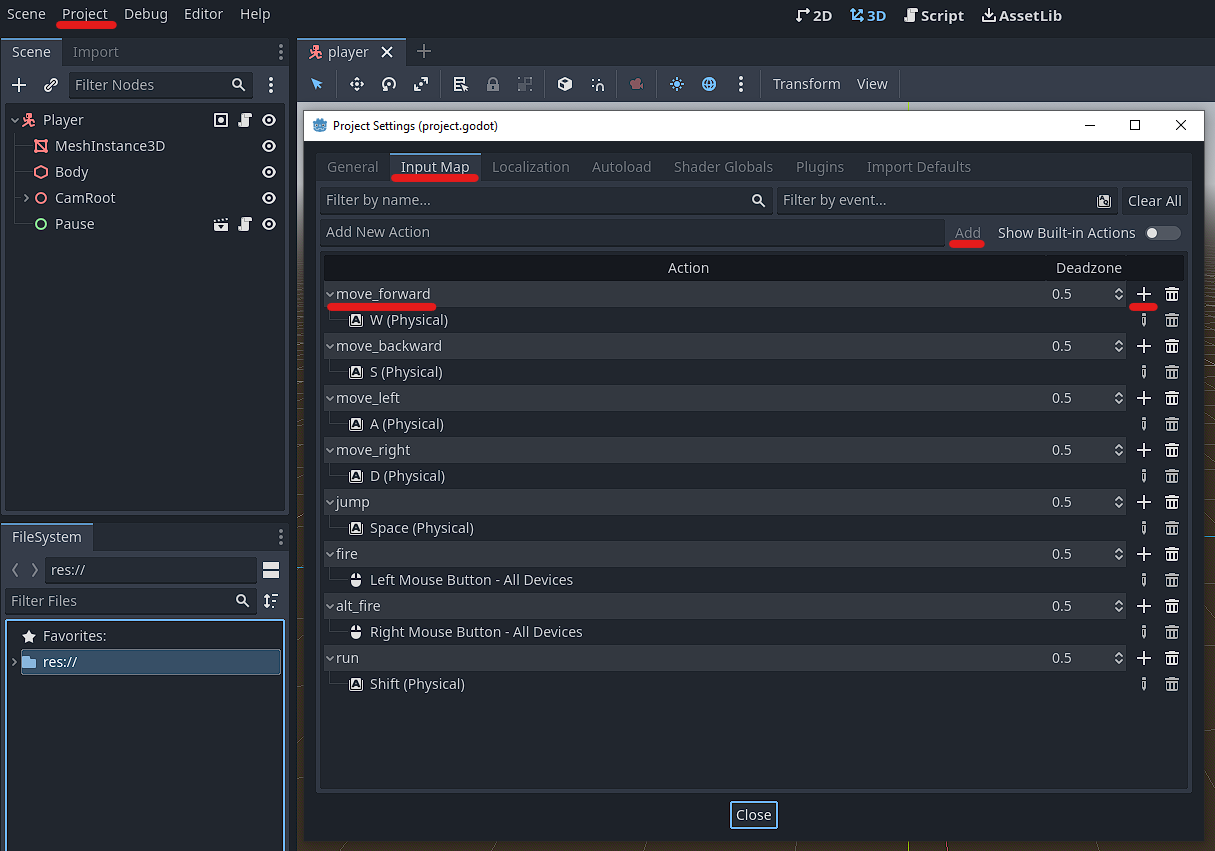 Scene Project Debug Editor Help 2D 3D Script AssetLib
Scene Import
Filter Nodes
Player
MeshInstance3D
Body
CamRoot
Pause
FileSystem
res://
Filter Files
Favorites:
res://
player
Transform View
Project Settings (project.godot)
General Input Map Localization Autoload Shader Globals Plugins Import Defaults
Filter by name... Filter by event... Clear All
Add New Action Add Show Built-in Actions
Action Deadzone
move_forward 0.5
W (Physical)
move_backward 0.5
S (Physical)
move_left 0.5
A (Physical)
move_right 0.5
D (Physical)
jump 0.5
Space (Physical)
fire 0.5
Left Mouse Button - All Devices
alt_fire 0.5
Right Mouse Button - All Devices
run 0.5
Shift (Physical)
Close